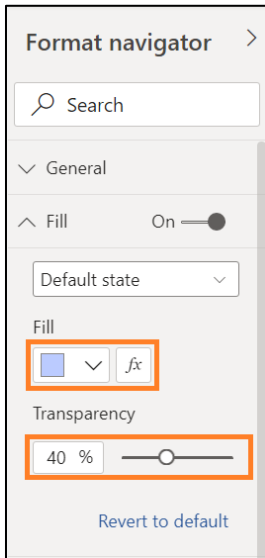 Format navigator
Search
General
Fill On
Default state
Fill
fx
Transparency
40 %
Revert to default